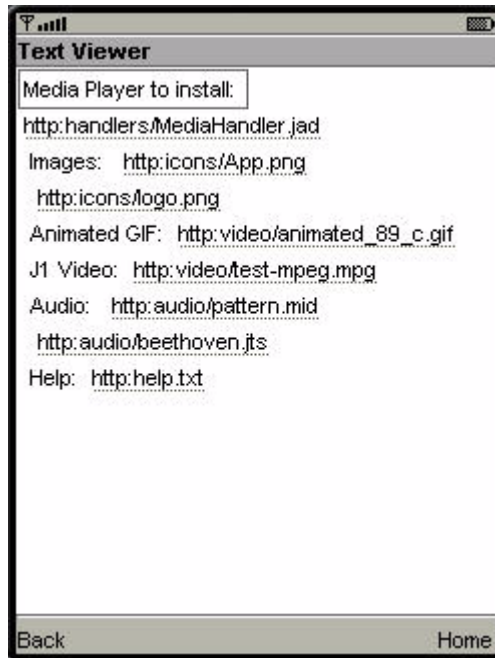 Text Viewer
Media Player to install:
http:handlers/MediaHandler.jad
Images: http:icons/App.png
http:icons/logo.png
Animated GIF: http:video/animated_89_c.gif
J1 Video: http:video/test-mpeg.mpg
Audio: http:audio/pattern.mid
http:audio/beethoven.jts
Help: http:help.txt
Back Home